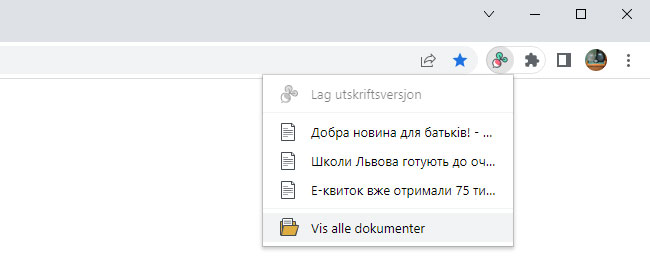 Lag utskriftsversjon
Добра новина для батьків! - ...
Школи Львова готують до оч...
Е-квиток вже отримали 75 ти...
Vis alle dokumenter